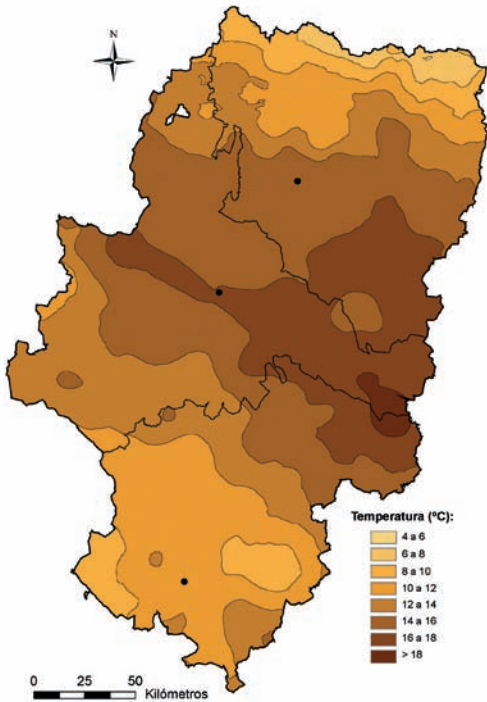 N
Temperatura (ºC):
4 a 6
6 a 8
8 a 10
10 a 12
12 a 14
14 a 16
16 a 18
> 18
0 25 50
Kilómetros